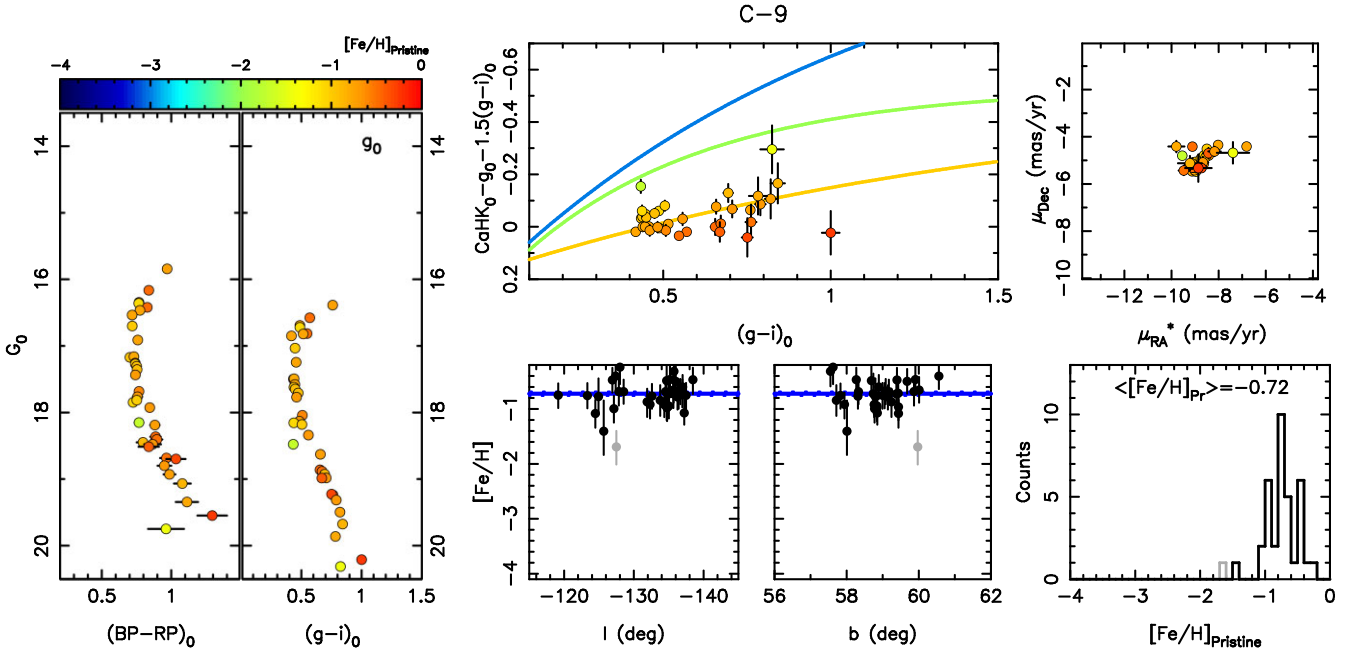 C-9
[Fe/H]Pristine
-4 -3 -2 -1 0
14 16 18 20
G0
0.5 1
(BP-RP)0
g0
14 16 18 20
0.5 1 1.5
(g-i)0
CaHK0-g0-1.5(g-i)0
-0.6 -0.4 -0.2 0 0.2
0.5 1 1.5
(g-i)0
μDec (mas/yr)
-2 -4 -6 -8 -10
-12 -10 -8 -6 -4
μRA* (mas/yr)
[Fe/H]
-1 -2 -3 -4
-120 -130 -140
l (deg)
56 58 60 62
b (deg)
<[Fe/H]Pr>=-0.72
Counts
10 5 0
-4 -3 -2 -1 0
[Fe/H]Pristine